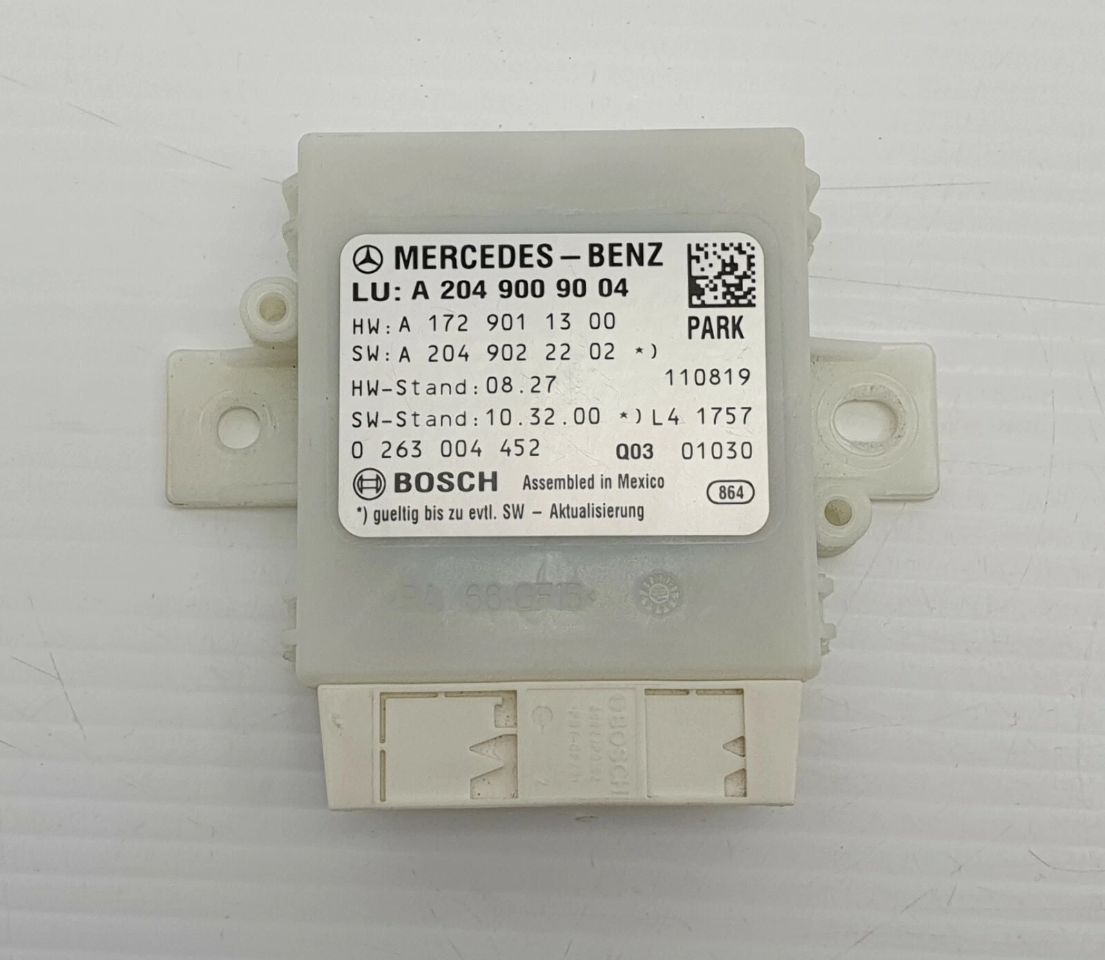 MERCEDES – BENZ
LU: A 204 900 90 04
PARK
HW: A 172 901 13 00
SW: A 204 902 22 02 *)
HW-Stand: 08.27 110819
SW-Stand: 10.32.00 *) L4 1757
0 263 004 452 Q03 01030
BOSCH Assembled in Mexico 864
*) gueltig bis zu evtl. SW – Aktualisierung
BOSCH